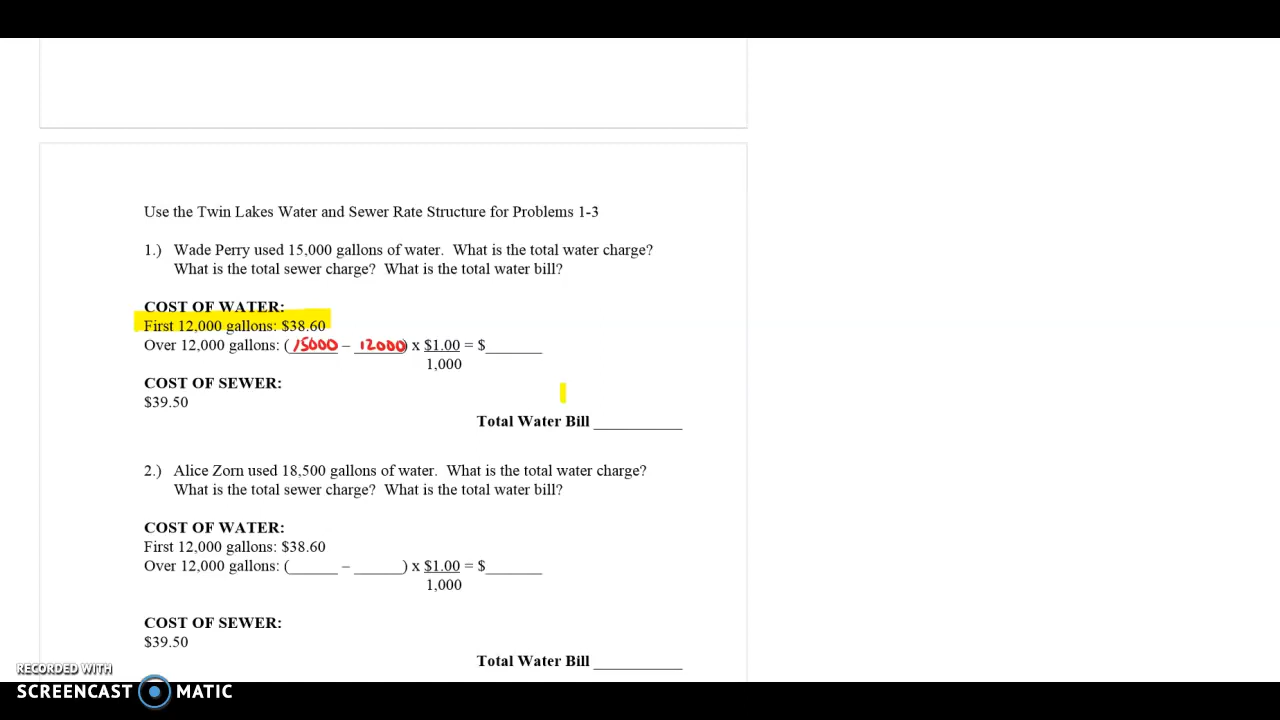 Use the Twin Lakes Water and Sewer Rate Structure for Problems 1-3
1.) Wade Perry used 15,000 gallons of water. What is the total water charge?
What is the total sewer charge? What is the total water bill?
COST OF WATER:
First 12,000 gallons: $38.60
Over 12,000 gallons: (15000 – 12000) x $1.00 = $______
1,000
COST OF SEWER:
$39.50
Total Water Bill __________
2.) Alice Zorn used 18,500 gallons of water. What is the total water charge?
What is the total sewer charge? What is the total water bill?
COST OF WATER:
First 12,000 gallons: $38.60
Over 12,000 gallons: (______ – ______) x $1.00 = $______
1,000
COST OF SEWER:
$39.50
Total Water Bill __________
RECORDED WITH
SCREENCAST MATIC